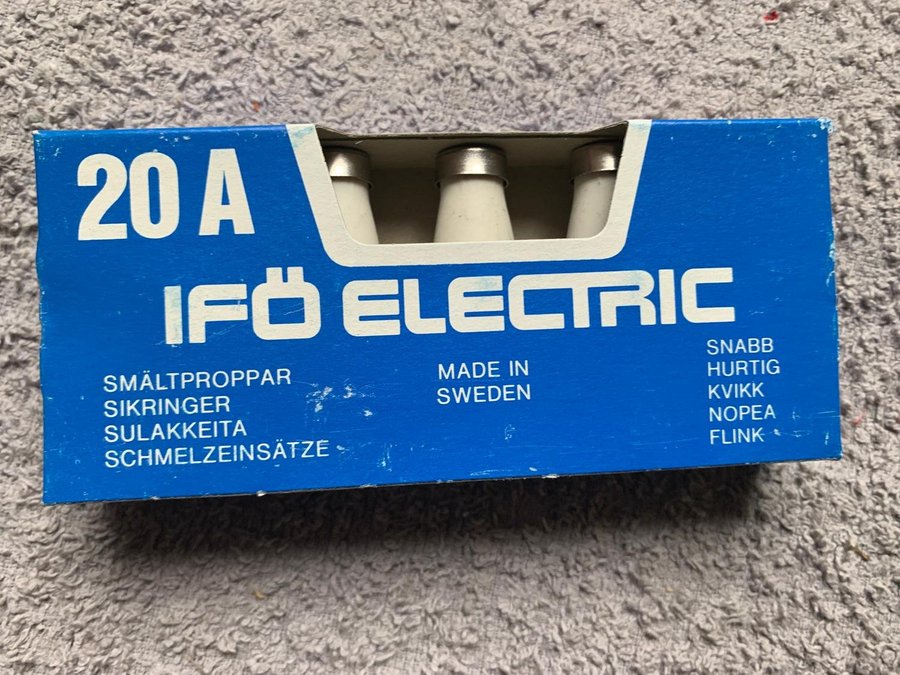 20 A
IFÖ ELECTRIC
SMÄLTPROPPAR
SIKRINGER
SULAKKEITA
SCHMELZEINSÄTZE
MADE IN
SWEDEN
SNABB
HURTIG
KVIKK
NOPEA
FLINK